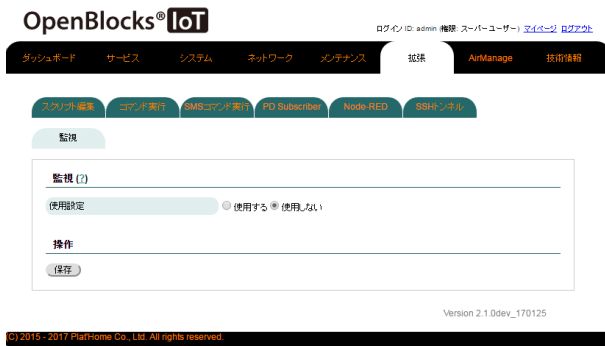 OpenBlocks® IoT
ログイン ID: admin (権限: スーパーユーザー) マイページ ログアウト
ダッシュボード サービス システム ネットワーク メンテナンス 拡張 AirManage 技術情報
スクリプト編集 コマンド実行 SMSコマンド実行 PD Subscriber Node-RED SSHトンネル
監視
監視 (?)
使用設定 使用する 使用しない
操作
保存
Version 2.1.0dev_170125
(C) 2015 - 2017 Plat'Home Co., Ltd. All rights reserved.